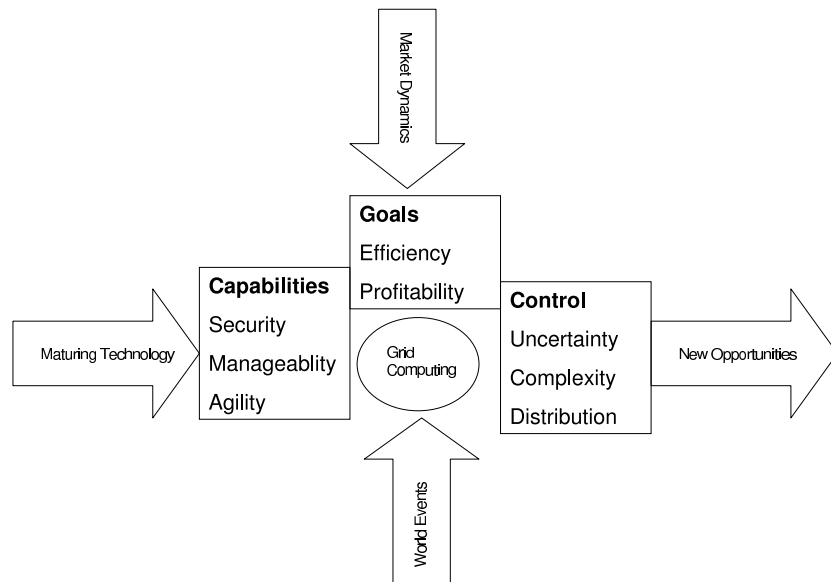 Market Dynamics
Goals
Efficiency
Profitability
Capabilities
Security
Manageablity
Agility
Control
Uncertainty
Complexity
Distribution
Maturing Technology
Grid
Computing
New Opportunities
World Events